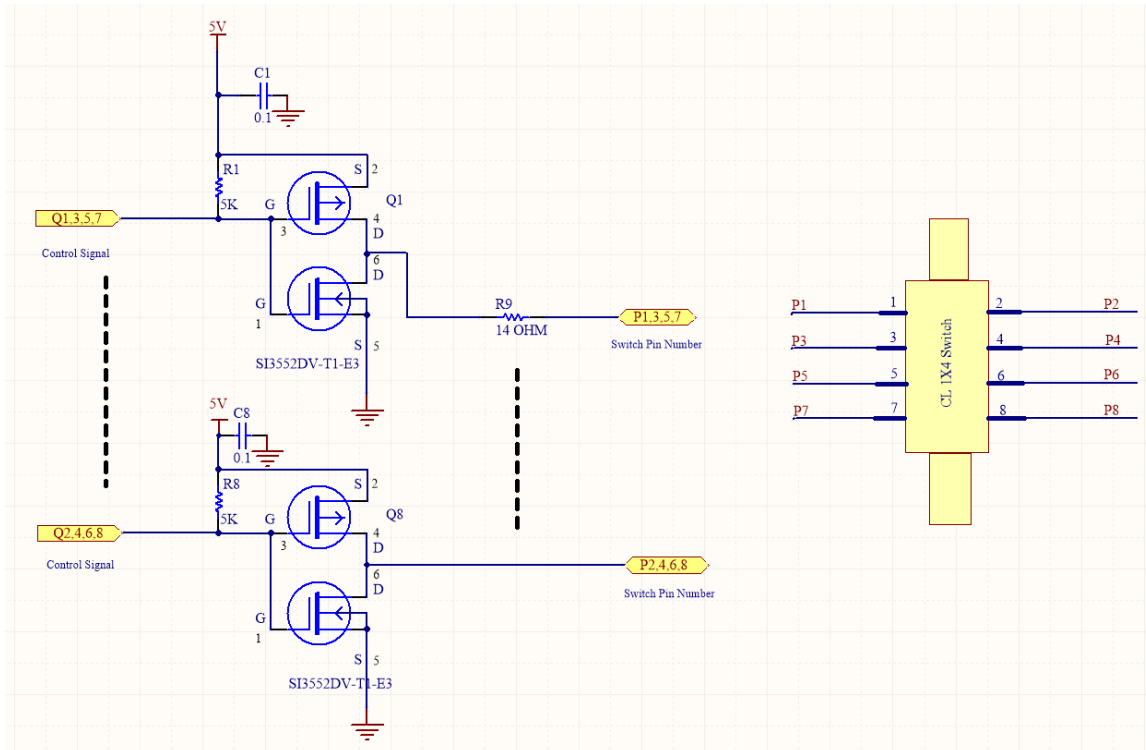 5V
C1
0.1
S 2
R1
Q1
5K
G
Q1,3,5,7
3
4
D
Control Signal
6
D
G
1
R9
14 OHM
P1,3,5,7
Switch Pin Number
S 5
SI3552DV-T1-E3
5V
C8
0.1
S 2
R8
Q8
5K
G
Q2,4,6,8
3
4
D
Control Signal
6
D
P2,4,6,8
Switch Pin Number
G
1
S 5
SI3552DV-T1-E3
P1 1 2 P2
P3 3 4 P4
P5 5 6 P6
P7 7 8 P8
CL 1X4 Switch